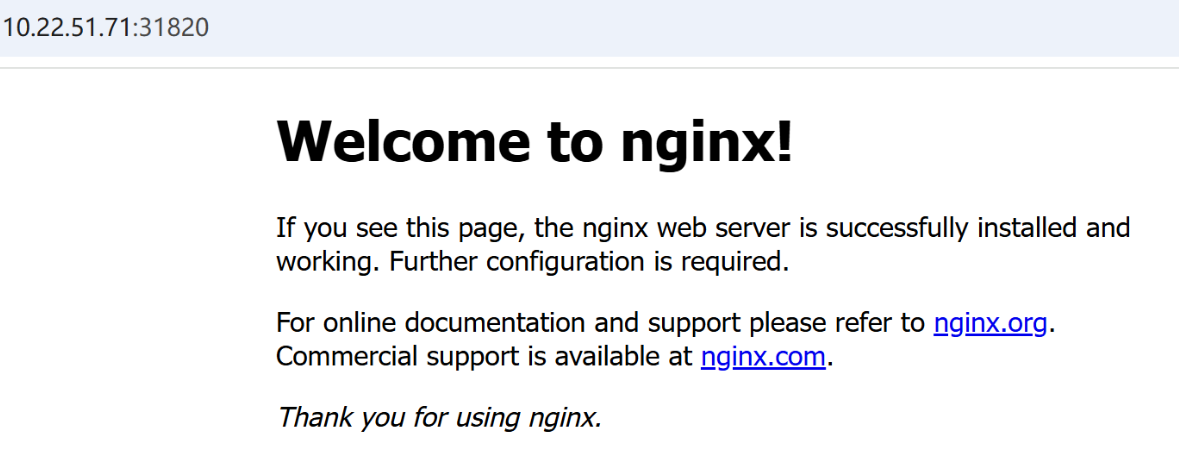 10.22.51.71:31820
Welcome to nginx!
If you see this page, the nginx web server is successfully installed and
working. Further configuration is required.
For online documentation and support please refer to nginx.org.
Commercial support is available at nginx.com.
Thank you for using nginx.